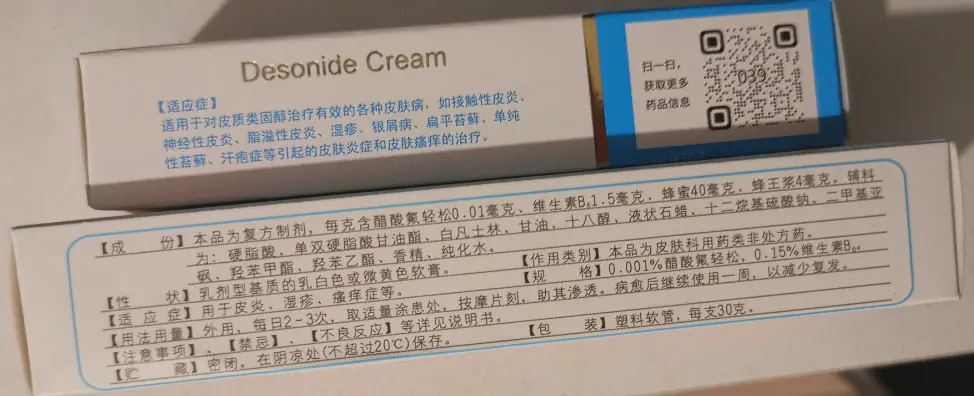 Desonide Cream
【适应症】
适用于对皮质类固醇治疗有效的各种皮肤病，如接触性皮炎、
神经性皮炎、脂溢性皮炎、湿疹、银屑病、扁平苔藓、单纯
性苔藓、汗疱症等引起的皮肤炎症和皮肤瘙痒的治疗。
扫一扫，
获取更多
药品信息
039
【成 份】本品为复方制剂，每克含醋酸氟轻松0.01毫克、维生素B₆1.5毫克、蜂蜜40毫克、蜂王浆4毫克。辅料
为：硬脂酸、单双硬脂酸甘油酯、白凡士林、甘油、十八醇、液状石蜡、十二烷基硫酸钠、二甲基亚
砜、羟苯甲酯、羟苯乙酯、香精、纯化水。 【作用类别】本品为皮肤科用药类非处方药。
【性 状】乳剂型基质的乳白色或微黄色软膏。 【规 格】0.001%醋酸氟轻松，0.15%维生素B₆。
【适 应 症】用于皮炎、湿疹、瘙痒症等。
【用法用量】外用，每日2~3次，取适量涂患处，按摩片刻，助其渗透。病愈后继续使用一周，以减少复发。
【注意事项】、【禁忌】、【不良反应】等详见说明书。
【贮 藏】密闭，在阴凉处(不超过20℃)保存。 【包 装】塑料软管，每支30克。